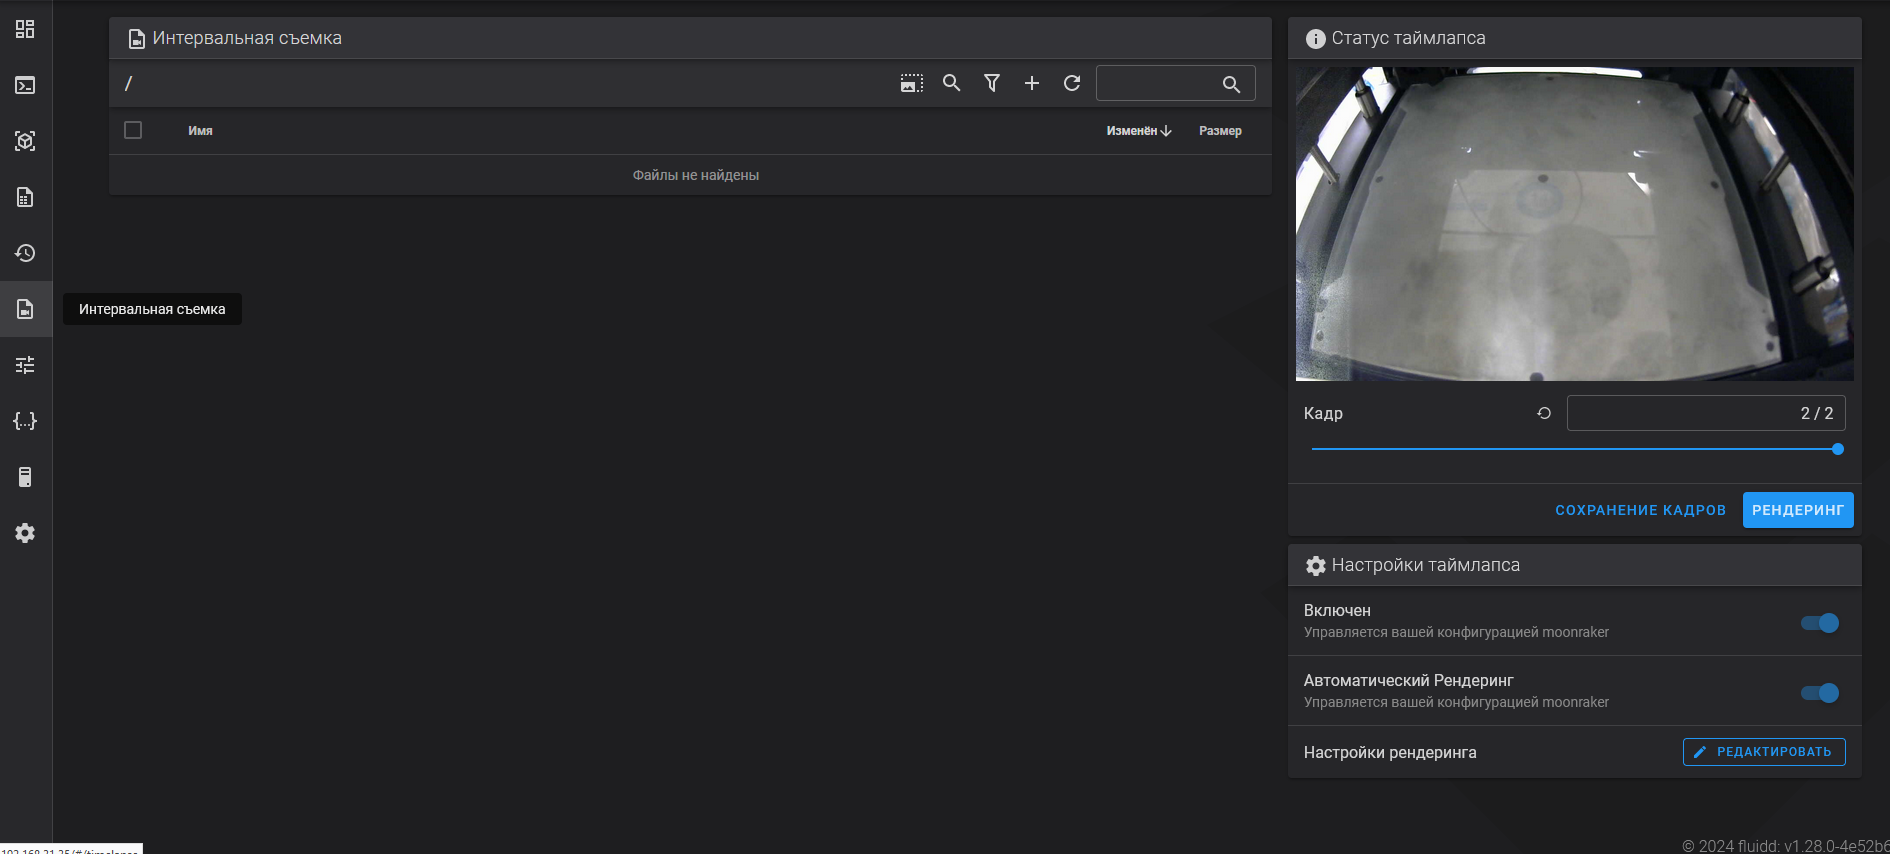 Интервальная съемка
/
Имя
Изменён
Размер
Файлы не найдены
Интервальная съемка
Статус таймлапса
Кадр
2 / 2
СОХРАНЕНИЕ КАДРОВ
РЕНДЕРИНГ
Настройки таймлапса
Включен
Управляется вашей конфигурацией moonraker
Автоматический Рендеринг
Управляется вашей конфигурацией moonraker
Настройки рендеринга
РЕДАКТИРОВАТЬ
© 2024 fluidd: v1.28.0-4e52b6